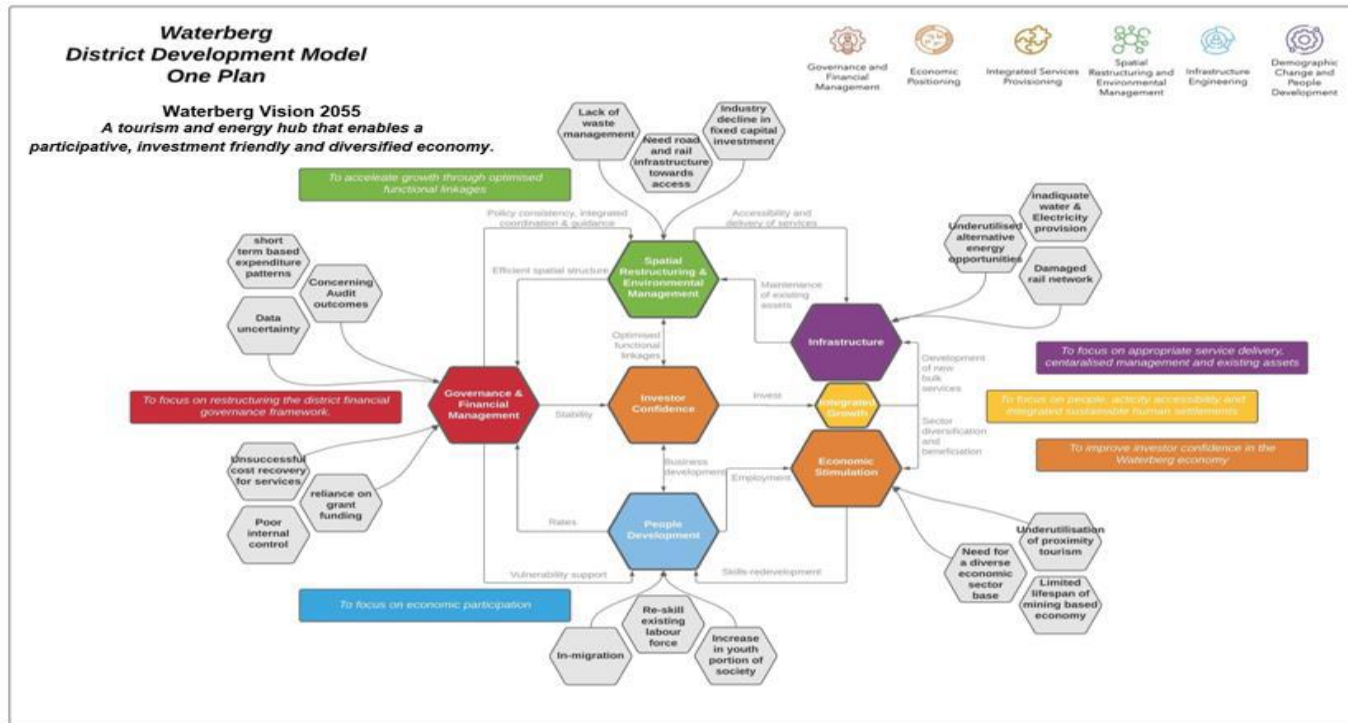 Waterberg
District Development Model
One Plan
Waterberg Vision 2055
A tourism and energy hub that enables a
participative, investment friendly and diversified economy.
Governance and
Financial
Management
Economic
Positioning
Integrated Services
Provisioning
Spatial
Restructuring and
Environmental
Management
Infrastructure
Engineering
Demographic
Change and
People
Development
Lack of
waste
management
Need road
and rail
infrastructure
towards
access
Industry
decline in
fixed capital
investment
To acceleate growth through optimised
functional linkages
Policy consistency, integrated
coordination & guidance
Accessibility and
delivery of services
inadiquate
water &
Electricity
provision
Underutilised
alternative
energy
opportunities
Damaged
rail network
short
term based
expenditure
patterns
Concerning
Audit
outcomes
Data
uncertainty
Efficient spatial structure
Spatial
Restructuring &
Environmental
Management
Maintenance
of existing
assets
Optimised
functional
linkages
Infrastructure
To focus on appropriate service delivery,
centaralised management and existing assets
Development
of new
bulk
services
To focus on restructuring the district financial
governance framework.
Governance &
Financial
Management
Stability
Investor
Confidence
Invest
Integrated
Growth
To focus on people, acticity accessibility and
integrated sustainable human settlements
Sector
diversification
and
beneficiation
To improve investor confidence in the
Waterberg economy
Unsuccessful
cost recovery
for services
reliance on
grant
funding
Poor
internal
control
Business
development
Employment
Economic
Stimulation
Rates
People
Development
Vulnerability support
Skills-redevelopment
Underutilisation
of proximity
tourism
Need for
a diverse
economic
sector
base
Limited
lifespan of
mining based
economy
To focus on economic participation
In-migration
Re-skill
existing
labour
force
Increase in
youth
portion of
society